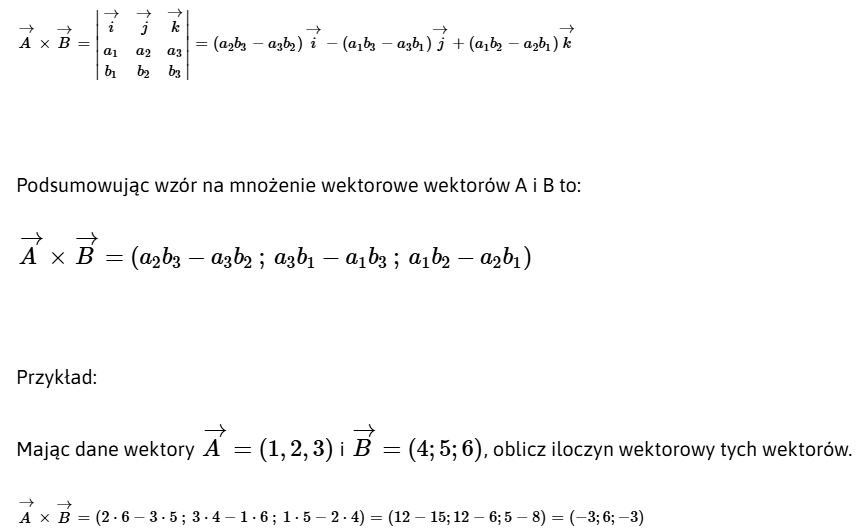 $\overrightarrow{A} \times \overrightarrow{B} = \begin{vmatrix} \overrightarrow{i} & \overrightarrow{j} & \overrightarrow{k} \\ a_1 & a_2 & a_3 \\ b_1 & b_2 & b_3 \end{vmatrix} = (a_2b_3 - a_3b_2)\overrightarrow{i} - (a_1b_3 - a_3b_1)\overrightarrow{j} + (a_1b_2 - a_2b_1)\overrightarrow{k}$
Podsumowując wzór na mnożenie wektorowe wektorów A i B to:
$\overrightarrow{A} \times \overrightarrow{B} = (a_2b_3 - a_3b_2\,;\, a_3b_1 - a_1b_3\,;\, a_1b_2 - a_2b_1)$
Przykład:
Mając dane wektory $\overrightarrow{A} = (1, 2, 3)$ i $\overrightarrow{B} = (4; 5; 6)$, oblicz iloczyn wektorowy tych wektorów.
$\overrightarrow{A} \times \overrightarrow{B} = (2 \cdot 6 - 3 \cdot 5\,;\, 3 \cdot 4 - 1 \cdot 6\,;\, 1 \cdot 5 - 2 \cdot 4) = (12 - 15; 12 - 6; 5 - 8) = (-3; 6; -3)$